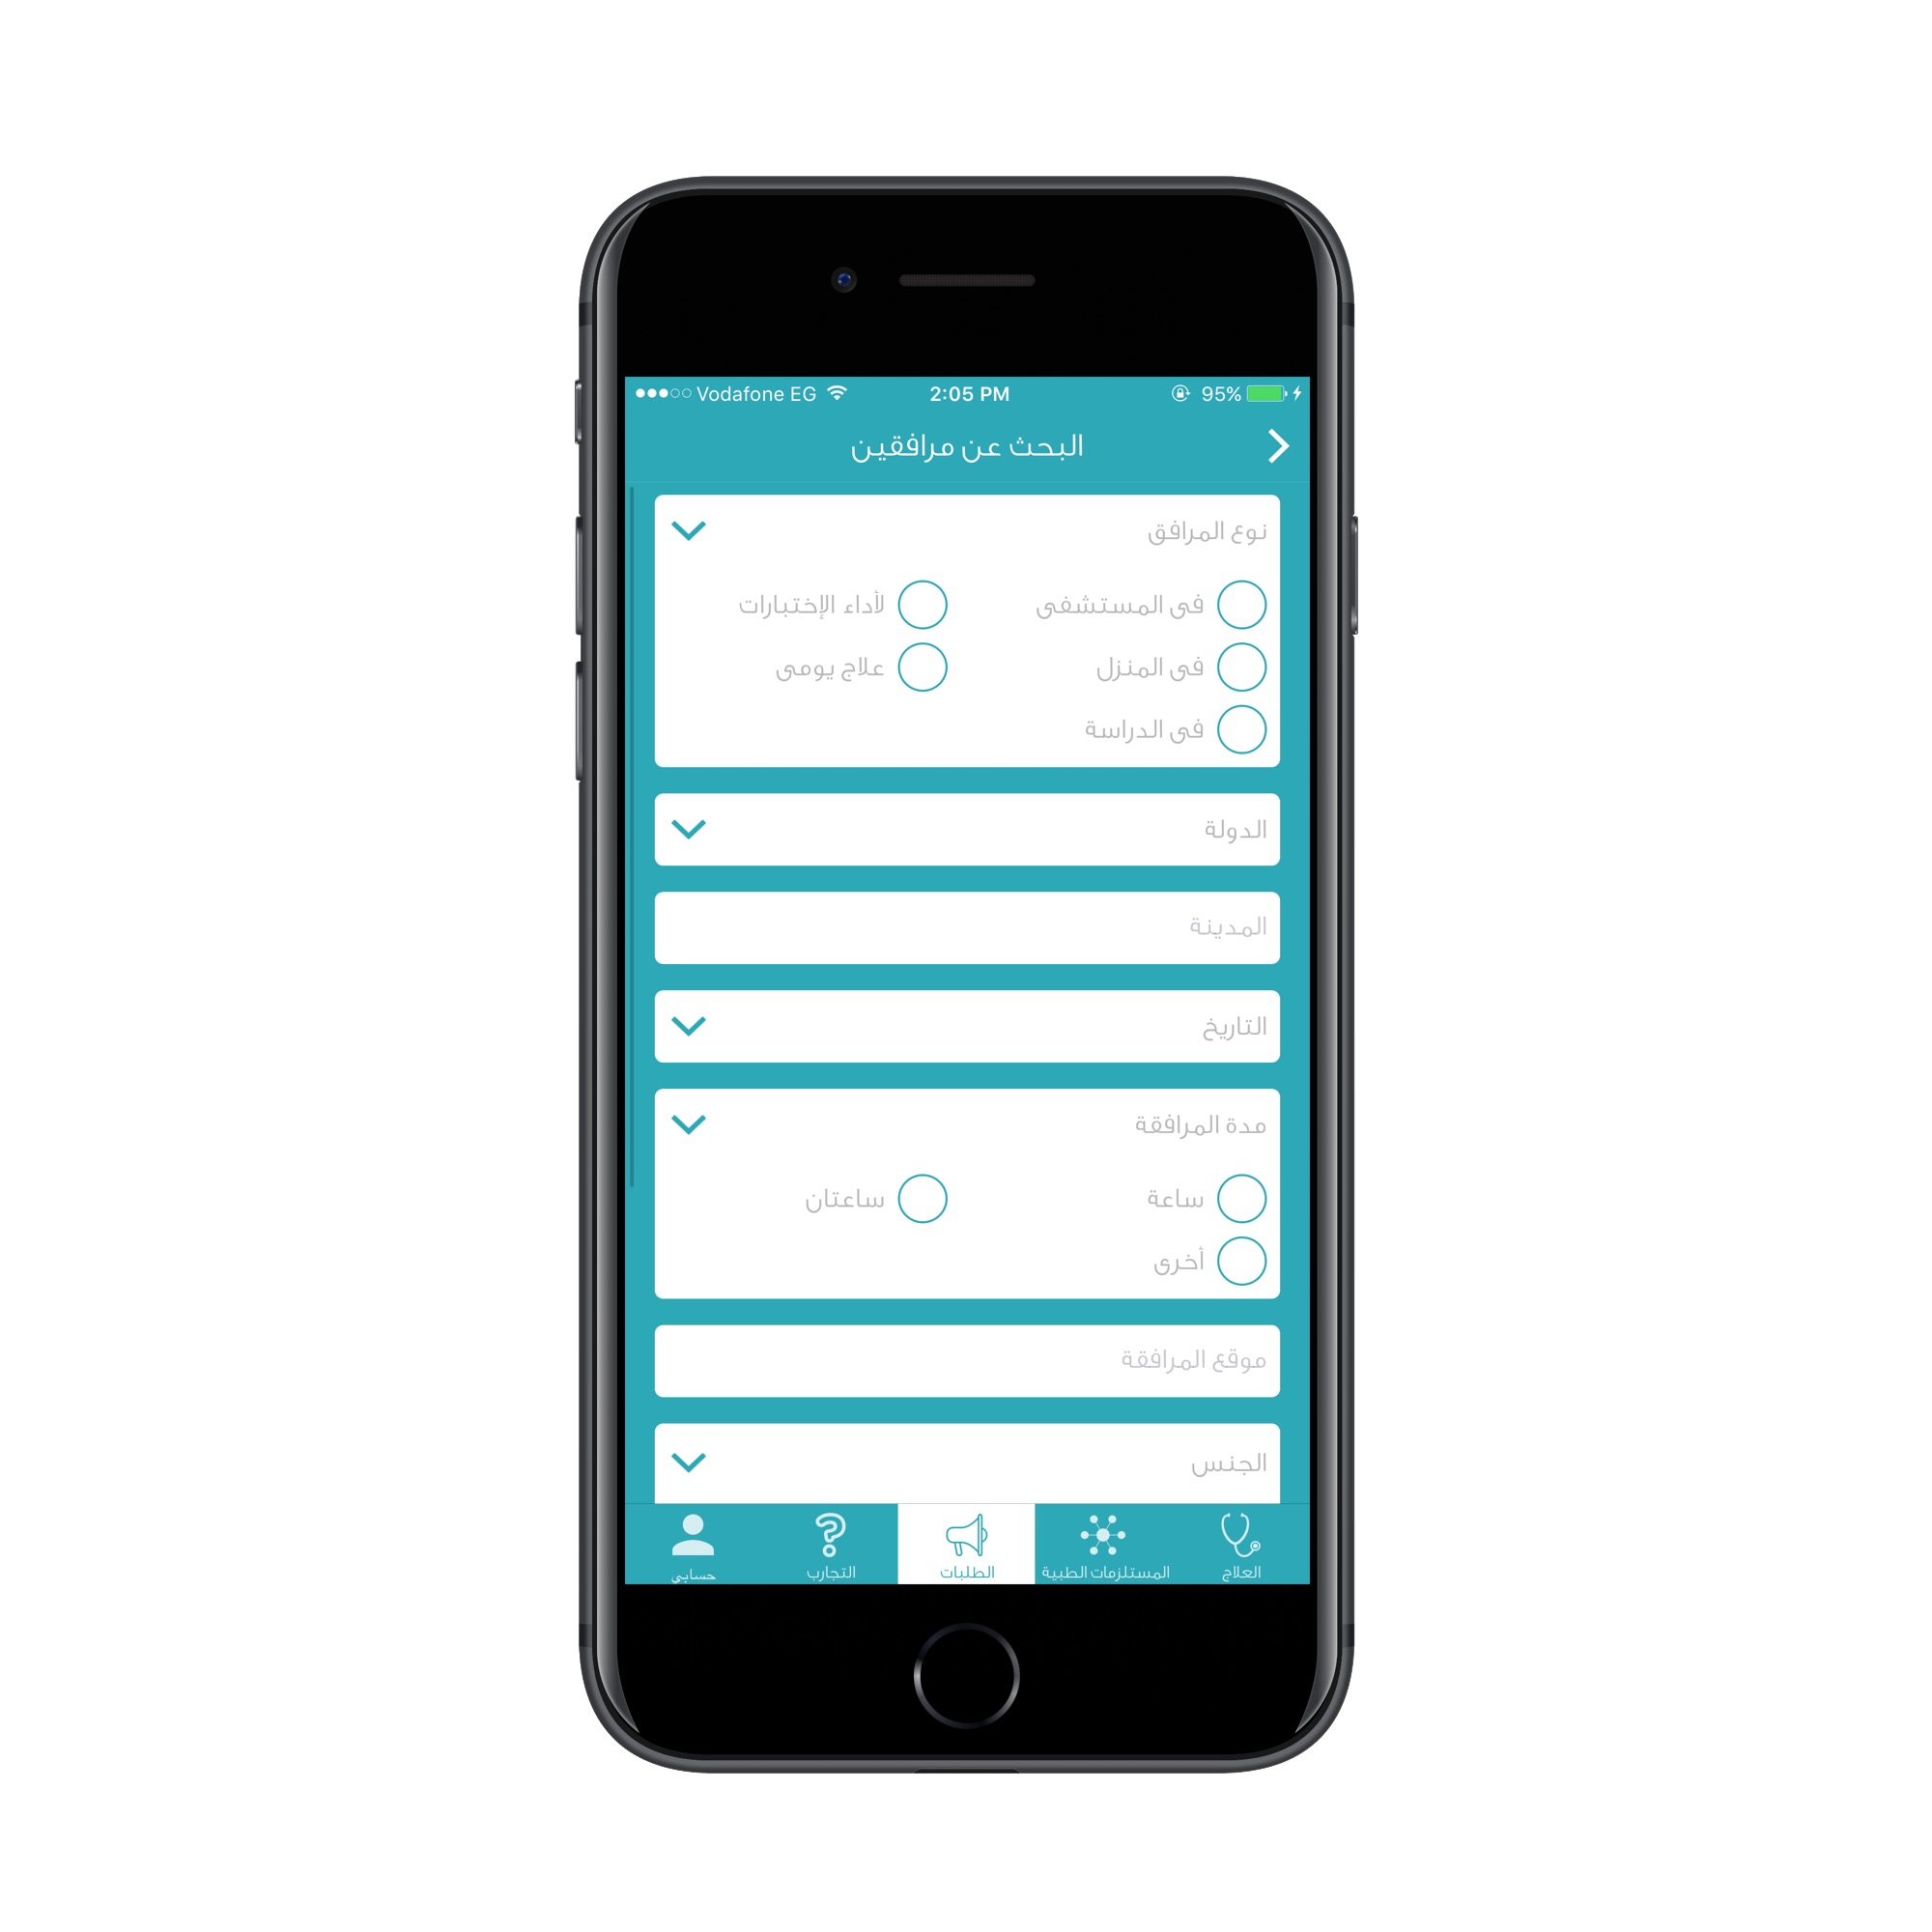 Vodafone EG 2:05 PM 95%
البحث عن مرافقين
نوع المرافق
فى المستشفى لأداء الإختبارات
فى المنزل علاج يومى
فى الدراسة
الدولة
المدينة
التاريخ
مدة المرافقة
ساعة ساعتان
أخرى
موقع المرافقة
الجنس
العلاج المستلزمات الطبية الطلبات التجارب حسابي